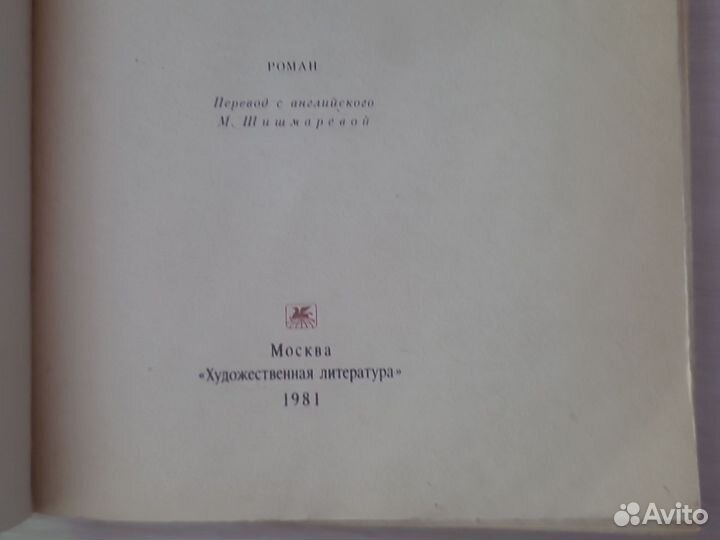 РОМАН
Перевод с английского
М. Шишмаревой
Москва
«Художественная литература»
1981
Avito